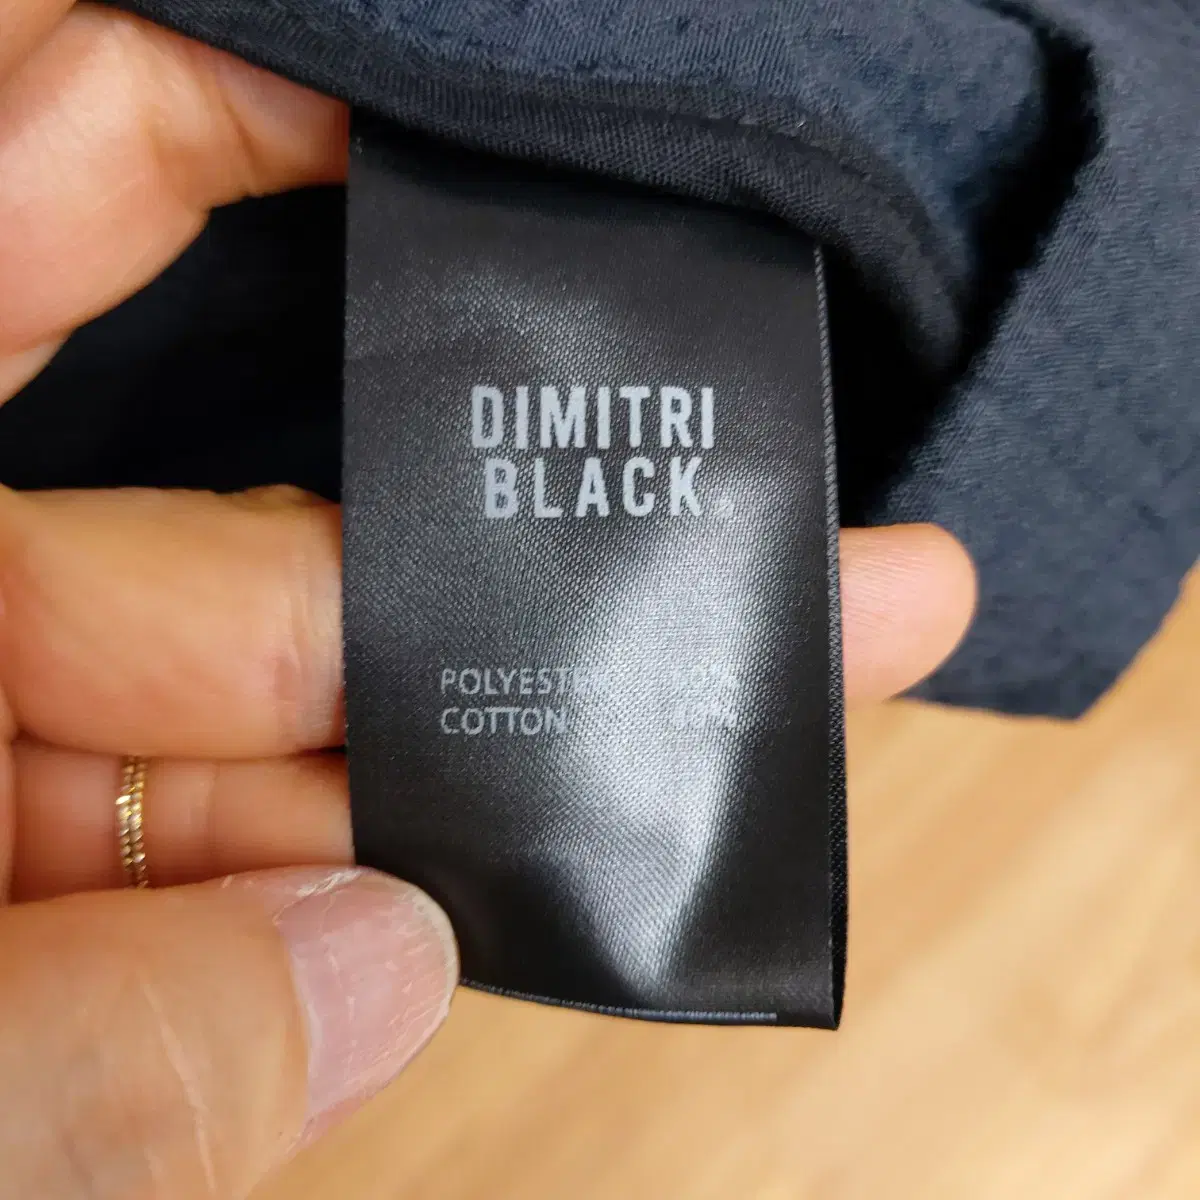 DIMITRI
BLACK
POLYESTER
COTTON